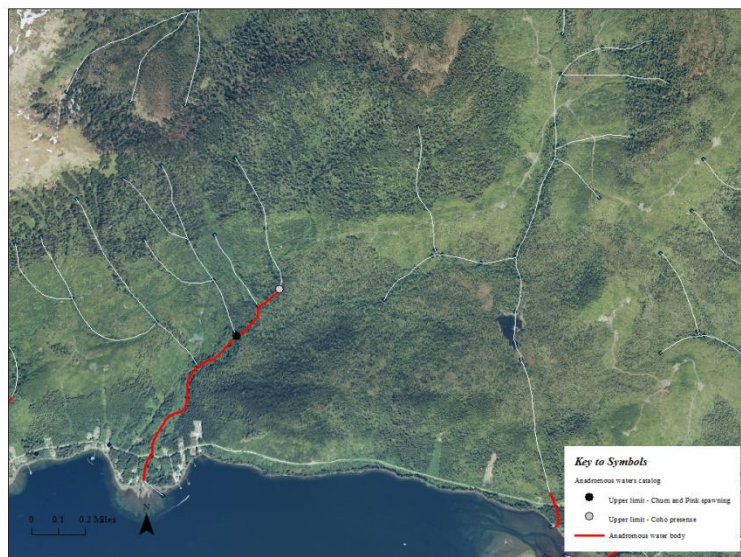 Key to Symbols
Anadromous waters catalog
Upper limit - Chum and Pink spawning
Upper limit - Coho presense
Anadromous water body
N
0 0.1 0.2 Miles